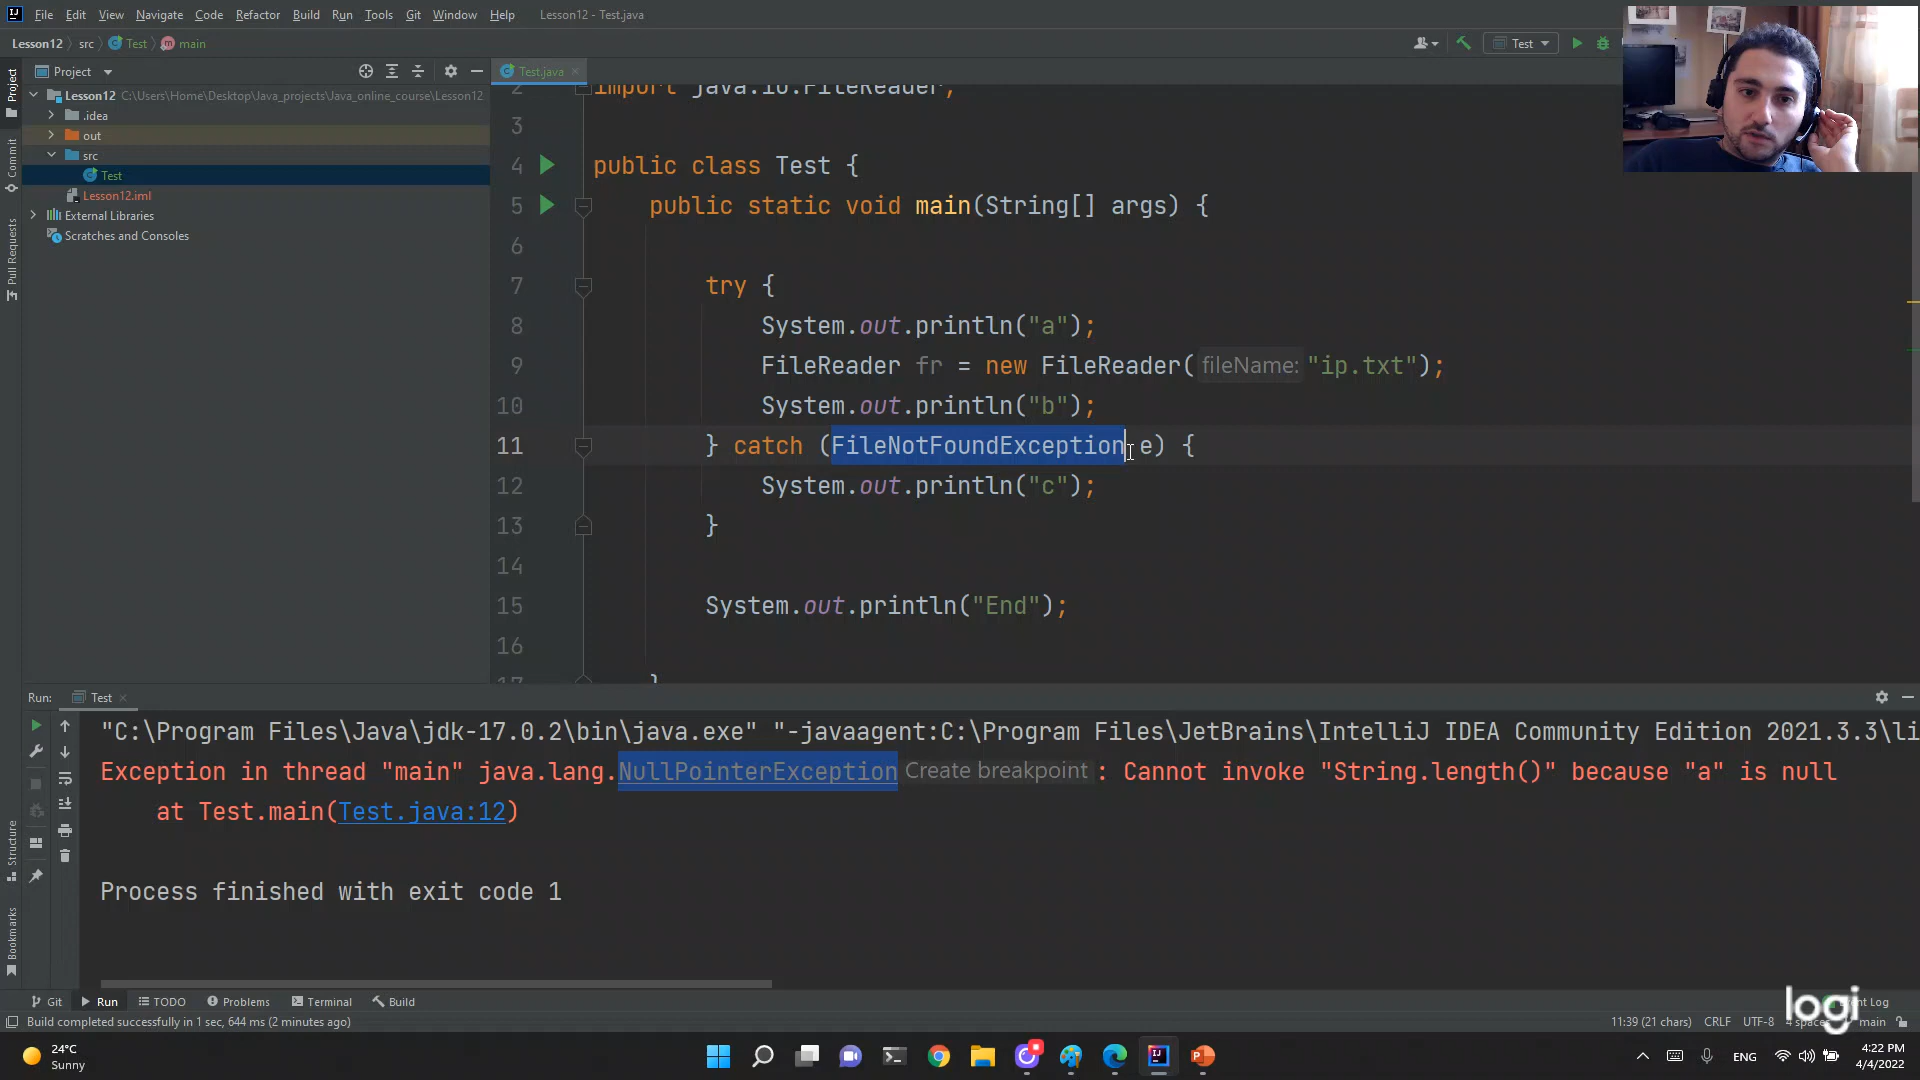 File Edit View Navigate Code Refactor Build Run Tools Git Window Help Lesson12 - Test.java
Lesson12 src Test main Test
Project Test.java
Lesson12 C:\Users\Home\Desktop\Java_projects\Java_online_course\Lesson12
.idea
out
src
Test
Lesson12.iml
External Libraries
Scratches and Consoles
Project
Commit
Pull Requests
2 import java.io.FileReader;
3
4 public class Test {
5 public static void main(String[] args) {
6
7 try {
8 System.out.println("a");
9 FileReader fr = new FileReader( fileName: "ip.txt");
10 System.out.println("b");
11 } catch (FileNotFoundException e) {
12 System.out.println("c");
13 }
14
15 System.out.println("End");
16
17 }
Run: Test
"C:\Program Files\Java\jdk-17.0.2\bin\java.exe" "-javaagent:C:\Program Files\JetBrains\IntelliJ IDEA Community Edition 2021.3.3\li
Exception in thread "main" java.lang.NullPointerException Create breakpoint : Cannot invoke "String.length()" because "a" is null
at Test.main(Test.java:12)
Process finished with exit code 1
Structure
Bookmarks
Git Run TODO Problems Terminal Build Event Log
logi
Build completed successfully in 1 sec, 644 ms (2 minutes ago) 11:39 (21 chars) CRLF UTF-8 4 spaces main
24°C
Sunny
ENG
4:22 PM
4/4/2022